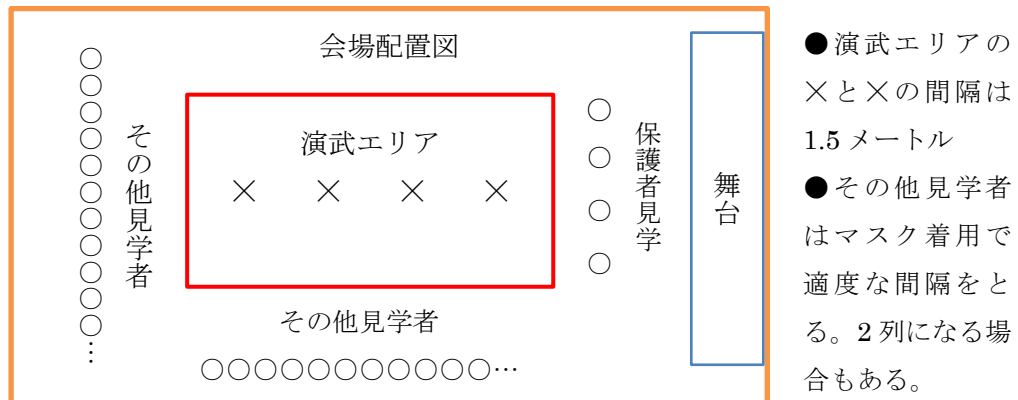 会場配置図
○○○○○○○○○○○…
その他見学者
演武エリア
× × × ×
○○○○
保護者見学
舞台
その他見学者
○○○○○○○○○○○…
●演武エリアの
×と×の間隔は
1.5メートル
●その他見学者
はマスク着用で
適度な間隔をと
る。2列になる場
合もある。